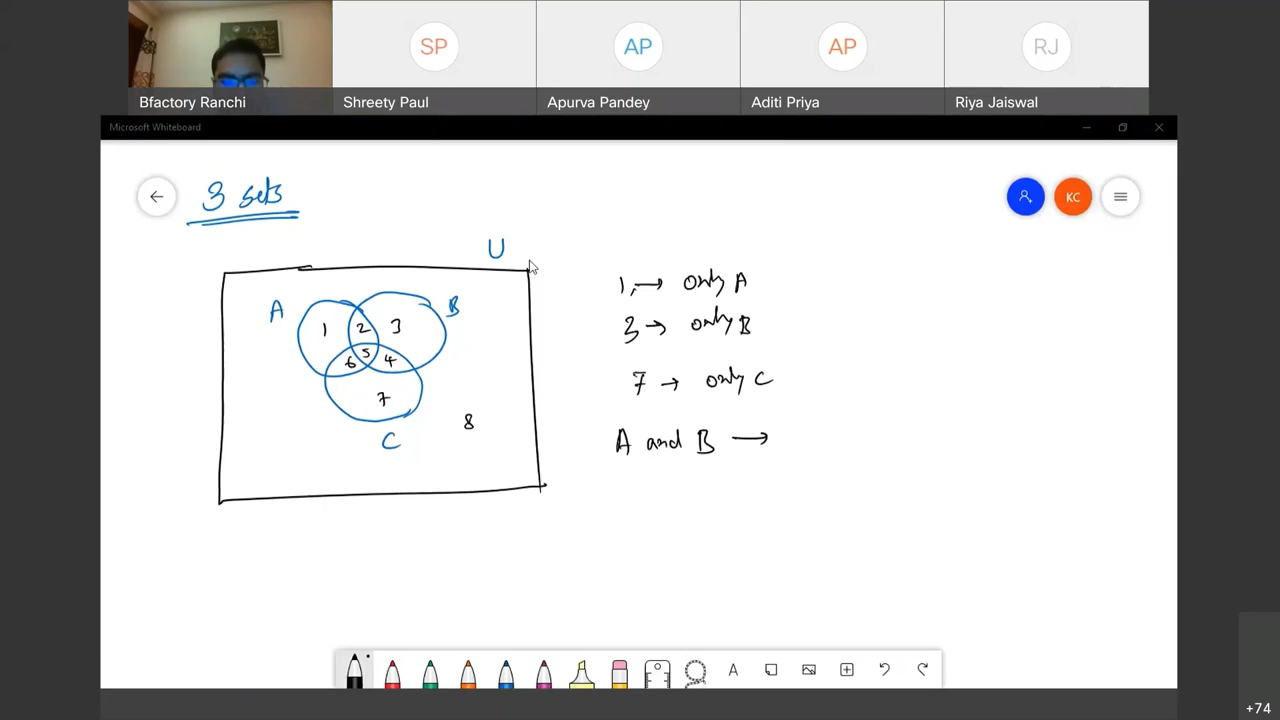 SP
AP
AP
RJ
Bfactory Ranchi
Shreety Paul
Apurva Pandey
Aditi Priya
Riya Jaiswal
Microsoft Whiteboard
3 sets
KC
U
A
B
1
2
3
6
5
4
7
8
C
1, → only A
3 → only B
7 → only C
A and B →
A
+74